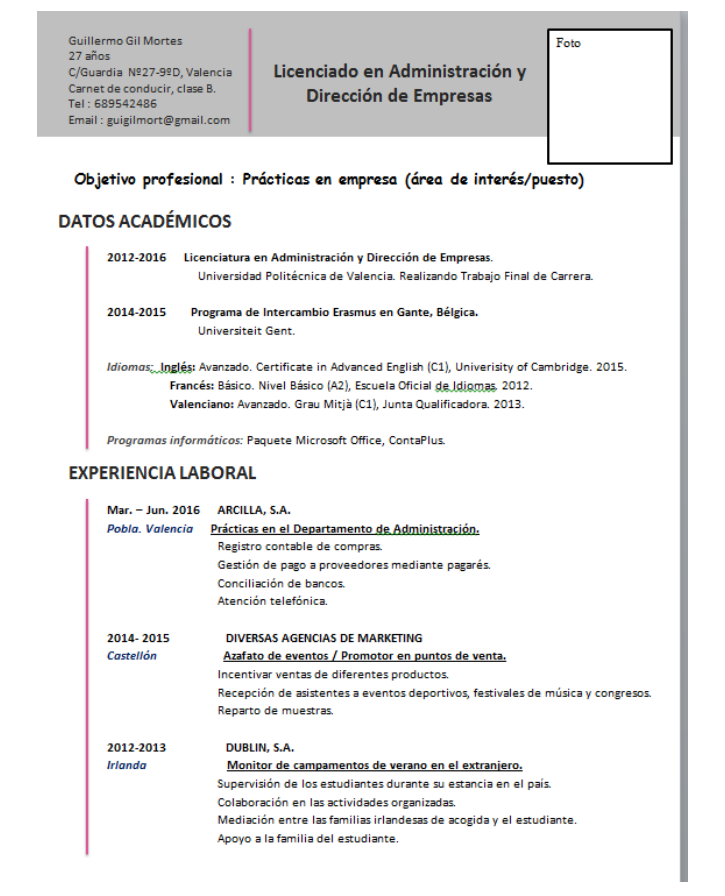 Guillermo Gil Mortes
27 años
C/Guardia Nº27-9ºD, Valencia
Carnet de conducir, clase B.
Tel : 689542486
Email : guigilmort@gmail.com
Licenciado en Administración y
Dirección de Empresas
Foto
Objetivo profesional : Prácticas en empresa (área de interés/puesto)
DATOS ACADÉMICOS
2012-2016 Licenciatura en Administración y Dirección de Empresas.
Universidad Politécnica de Valencia. Realizando Trabajo Final de Carrera.
2014-2015 Programa de Intercambio Erasmus en Gante, Bélgica.
Universiteit Gent.
Idiomas: Inglés: Avanzado. Certificate in Advanced English (C1), Univerisity of Cambridge. 2015.
Francés: Básico. Nivel Básico (A2), Escuela Oficial de Idiomas. 2012.
Valenciano: Avanzado. Grau Mitjà (C1), Junta Qualificadora. 2013.
Programas informáticos: Paquete Microsoft Office, ContaPlus.
EXPERIENCIA LABORAL
Mar. – Jun. 2016 ARCILLA, S.A.
Pobla. Valencia Prácticas en el Departamento de Administración.
Registro contable de compras.
Gestión de pago a proveedores mediante pagarés.
Conciliación de bancos.
Atención telefónica.
2014- 2015 DIVERSAS AGENCIAS DE MARKETING
Castellón Azafato de eventos / Promotor en puntos de venta.
Incentivar ventas de diferentes productos.
Recepción de asistentes a eventos deportivos, festivales de música y congresos.
Reparto de muestras.
2012-2013 DUBLIN, S.A.
Irlanda Monitor de campamentos de verano en el extranjero.
Supervisión de los estudiantes durante su estancia en el país.
Colaboración en las actividades organizadas.
Mediación entre las familias irlandesas de acogida y el estudiante.
Apoyo a la familia del estudiante.